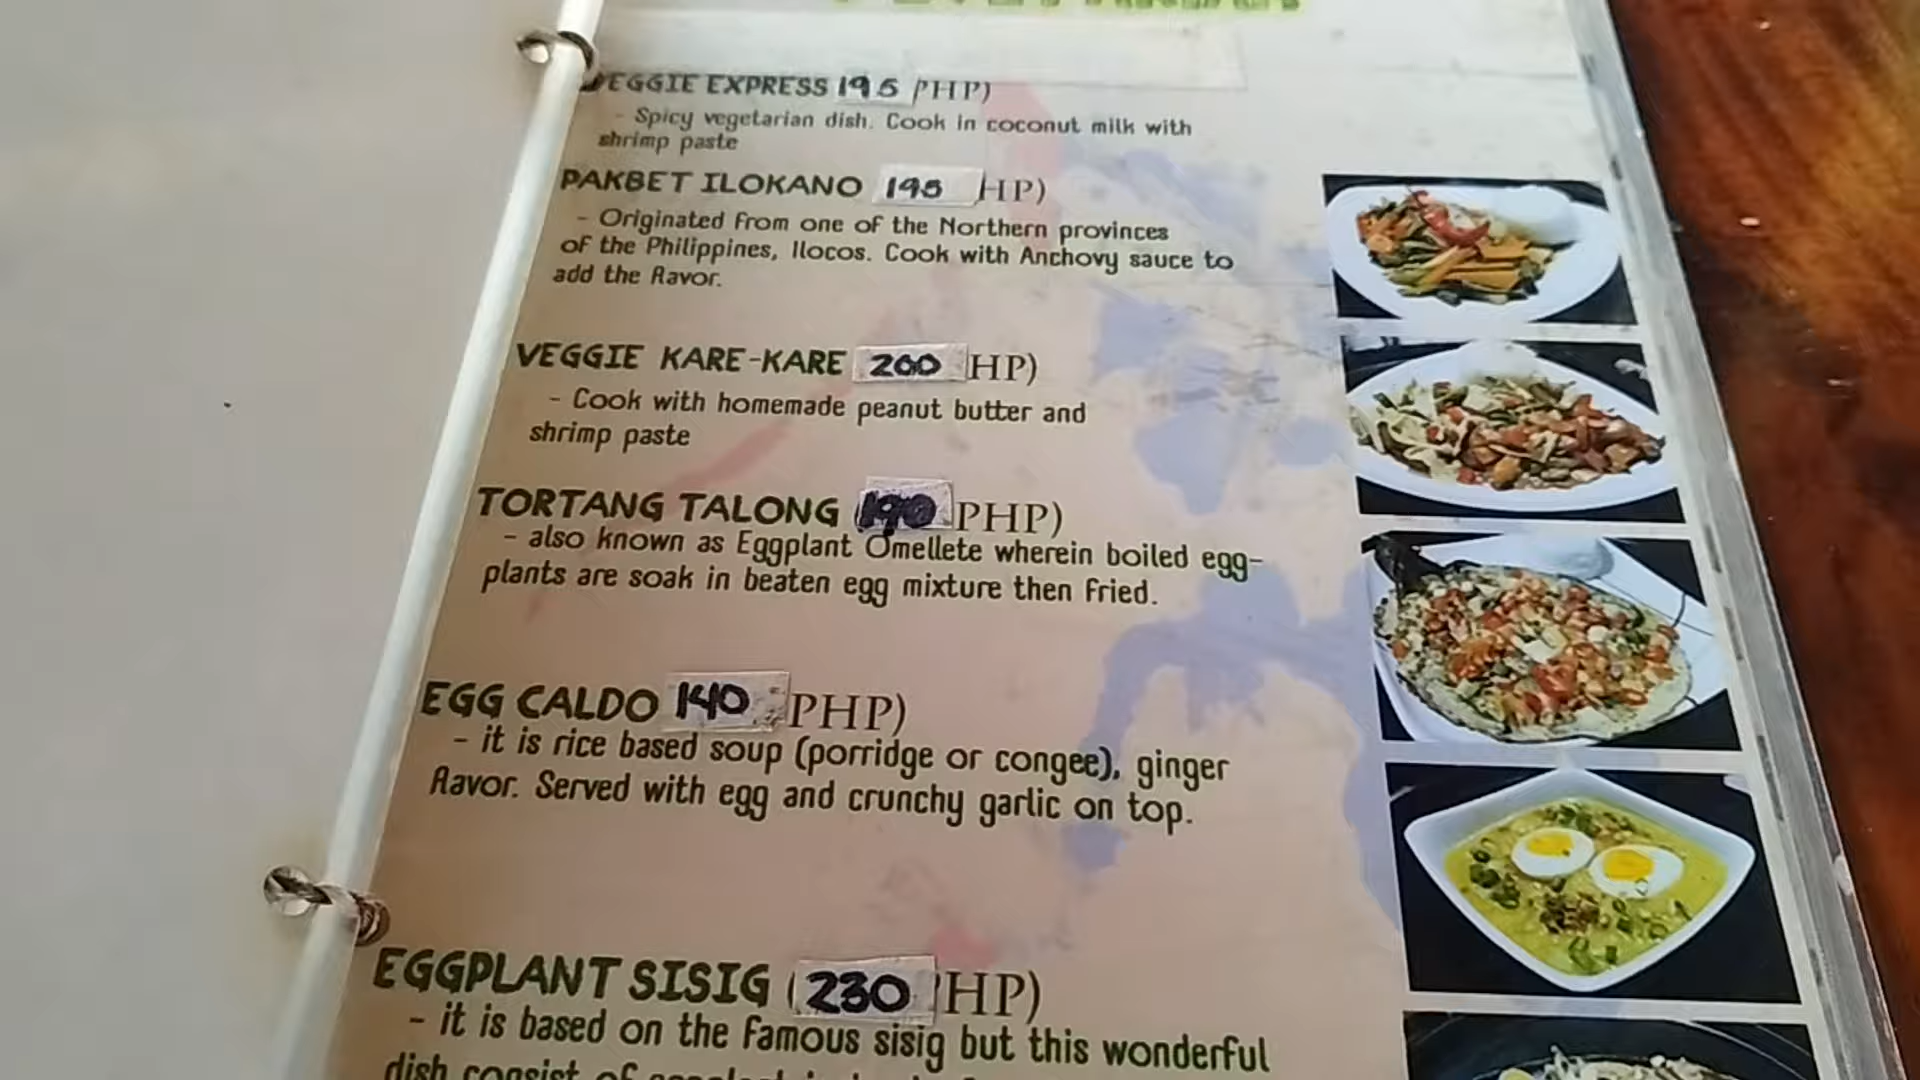 VEGGIE EXPRESS 195 PHP)
- Spicy vegetarian dish. Cook in coconut milk with
shrimp paste
PAKBET ILOKANO 195 HP)
- Originated from one of the Northern provinces
of the Philippines, Ilocos. Cook with Anchovy sauce to
add the flavor.
VEGGIE KARE-KARE 200 HP)
- Cook with homemade peanut butter and
shrimp paste
TORTANG TALONG (190 PHP)
- also known as Eggplant Omellete wherein boiled egg-
plants are soak in beaten egg mixture then fried.
EGG CALDO 140 PHP)
- it is rice based soup (porridge or congee), ginger
flavor. Served with egg and crunchy garlic on top.
EGGPLANT SISIG (230 PHP)
- it is based on the famous sisig but this wonderful
dish consist of